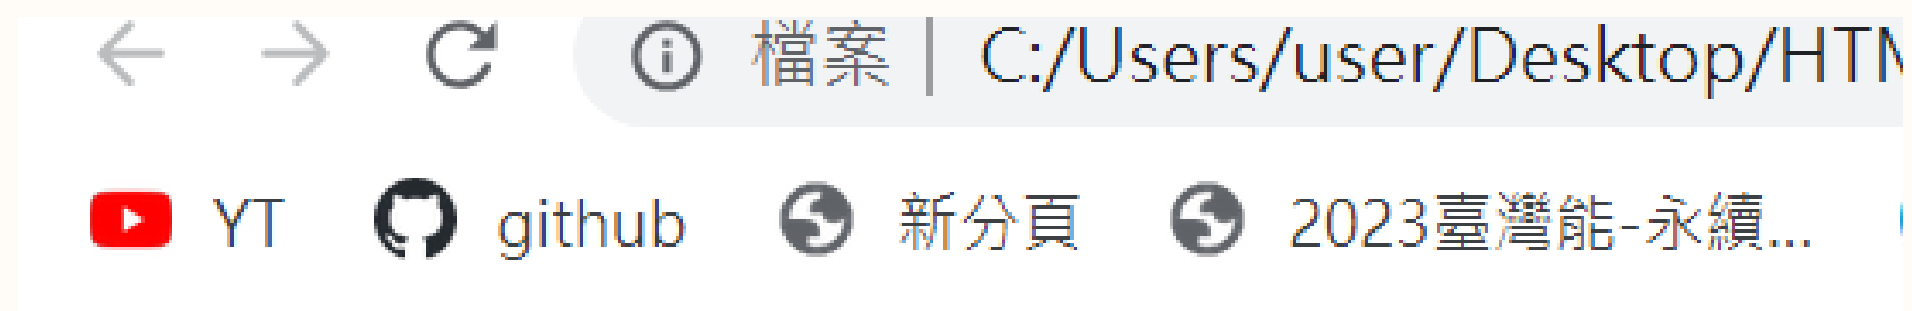 檔案 | C:/Users/user/Desktop/HTM
YT github 新分頁 2023臺灣能-永續...